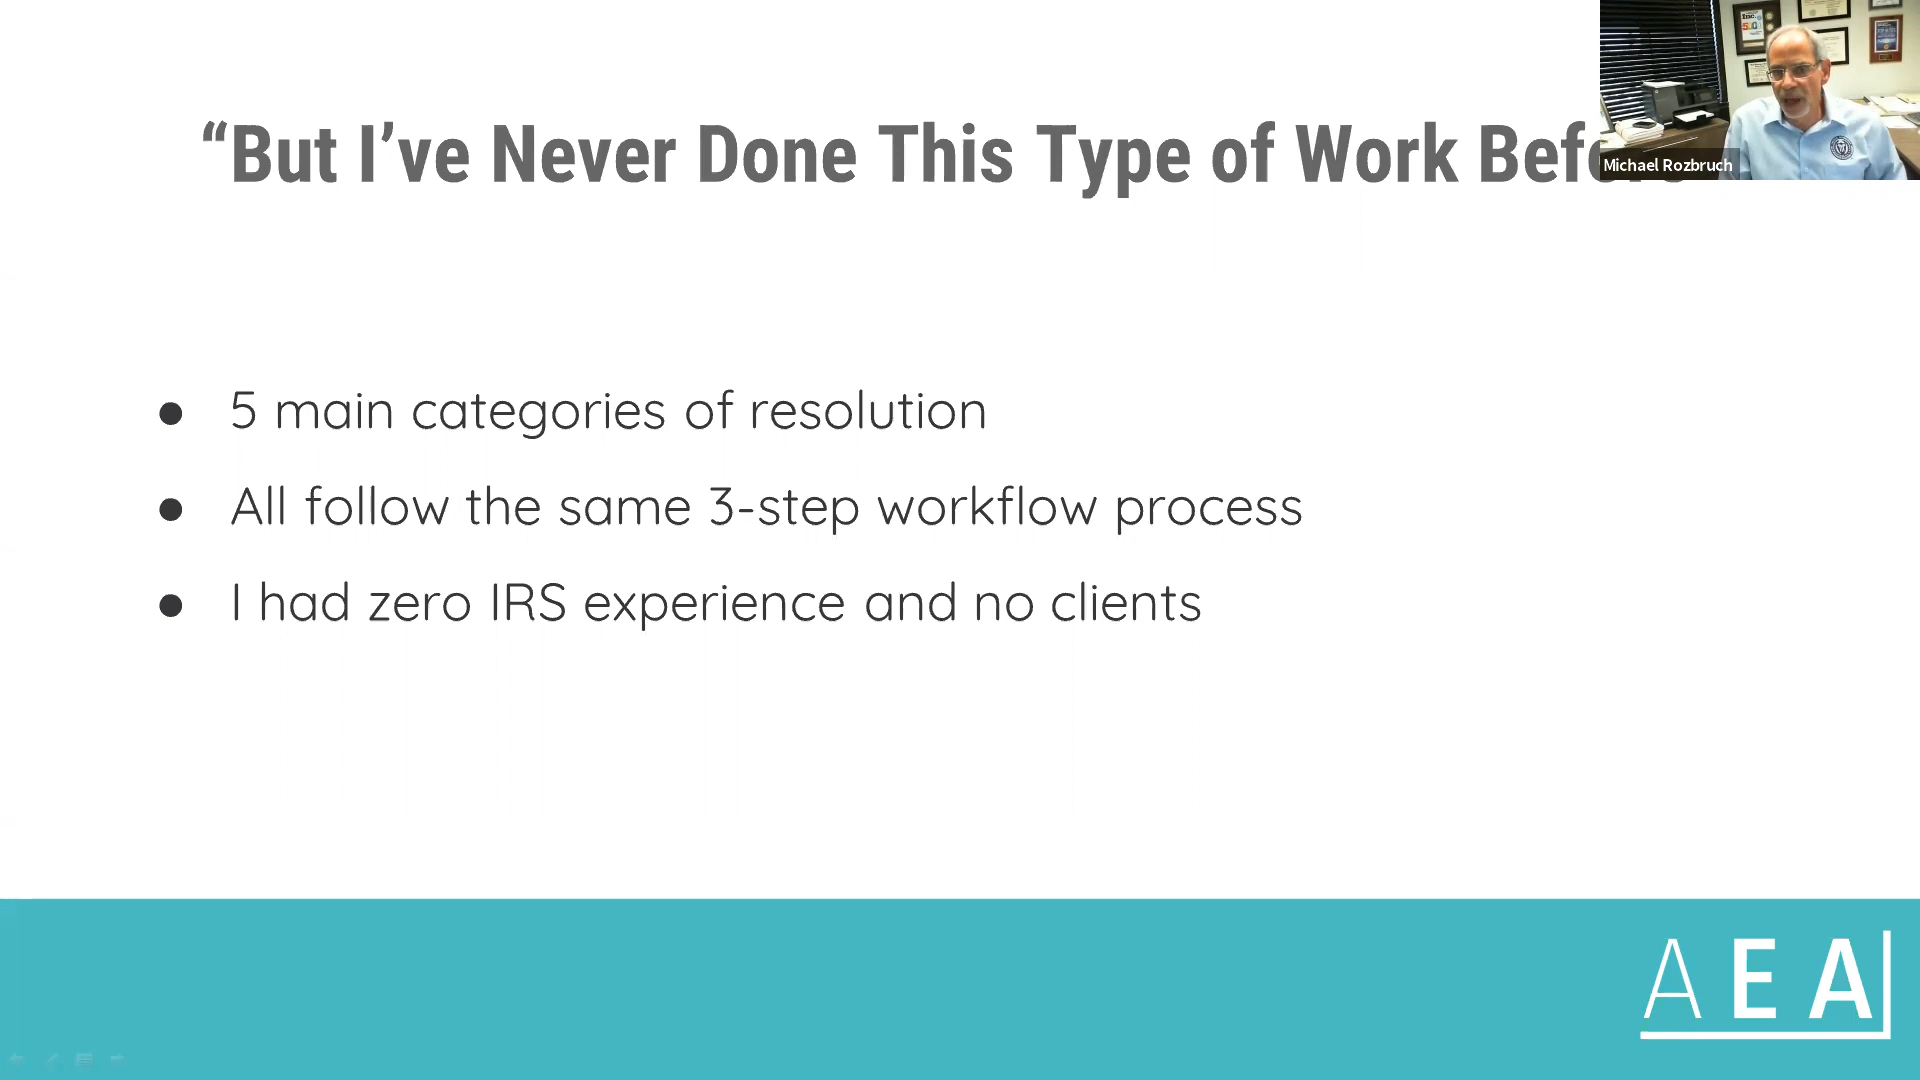 “But I’ve Never Done This Type of Work Before
Michael Rozbruch
5 main categories of resolution
All follow the same 3-step workflow process
I had zero IRS experience and no clients
AEA